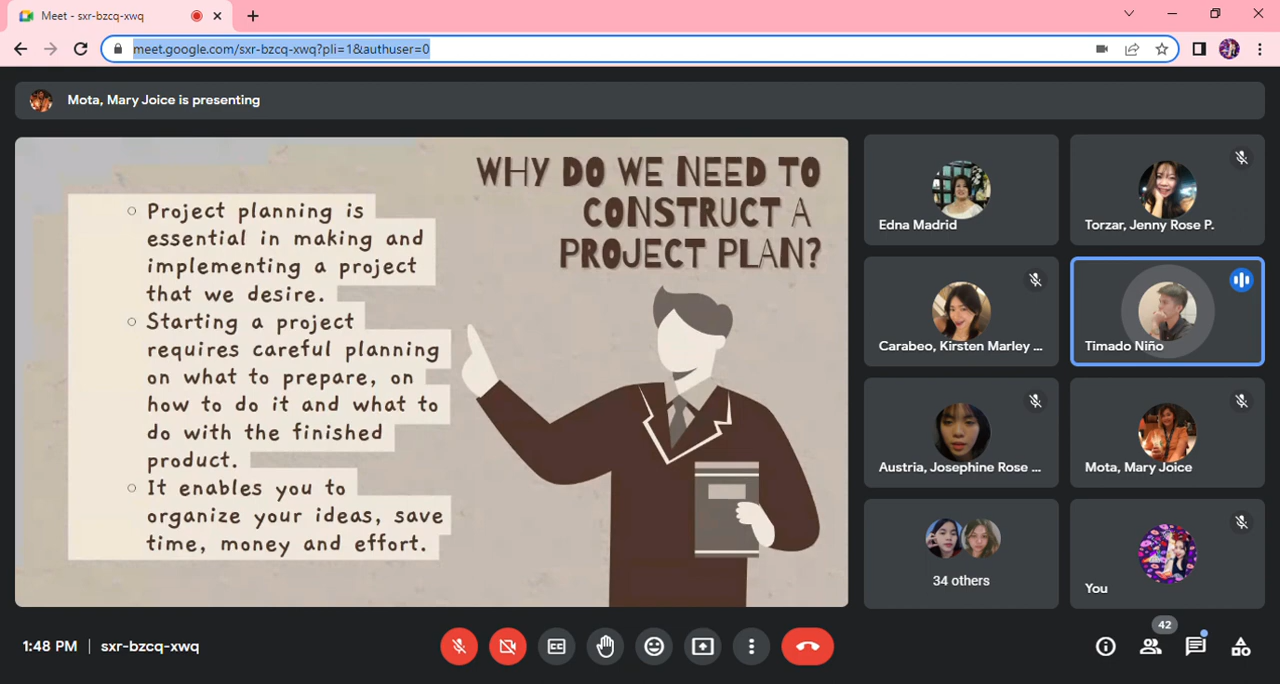 Meet - sxr-bzcq-xwq
meet.google.com/sxr-bzcq-xwq?pli=1&authuser=0
Mota, Mary Joice is presenting
WHY DO WE NEED TO
CONSTRUCT A
PROJECT PLAN?
Project planning is
essential in making and
implementing a project
that we desire.
Starting a project
requires careful planning
on what to prepare, on
how to do it and what to
do with the finished
product.
It enables you to
organize your ideas, save
time, money and effort.
Edna Madrid
Torzar, Jenny Rose P.
Carabeo, Kirsten Marley ...
Timado Niño
Austria, Josephine Rose ...
Mota, Mary Joice
34 others
You
1:48 PM | sxr-bzcq-xwq
CC
42